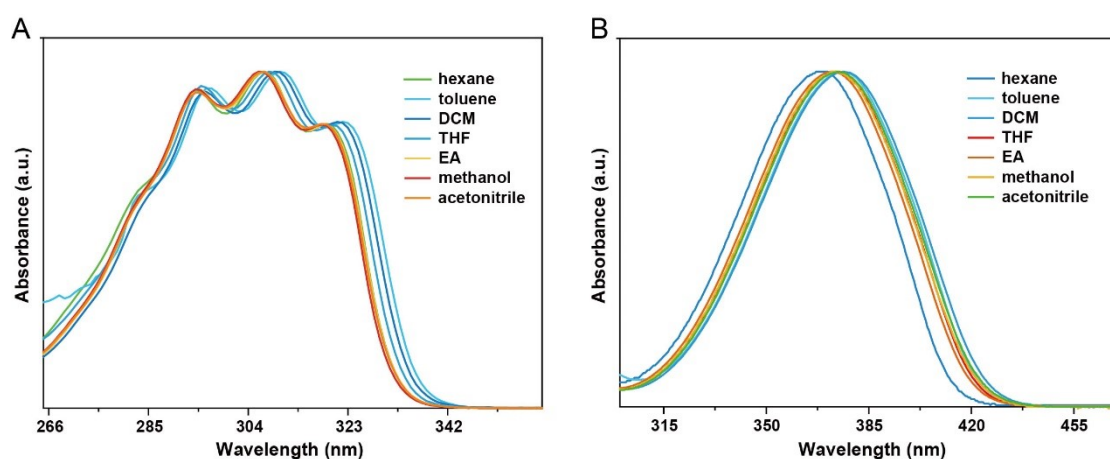 A
Absorbance (a.u.)
hexane
toluene
DCM
THF
EA
methanol
acetonitrile
266 285 304 323 342
Wavelength (nm)
B
Absorbance (a.u.)
hexane
toluene
DCM
THF
EA
methanol
acetonitrile
315 350 385 420 455
Wavelength (nm)